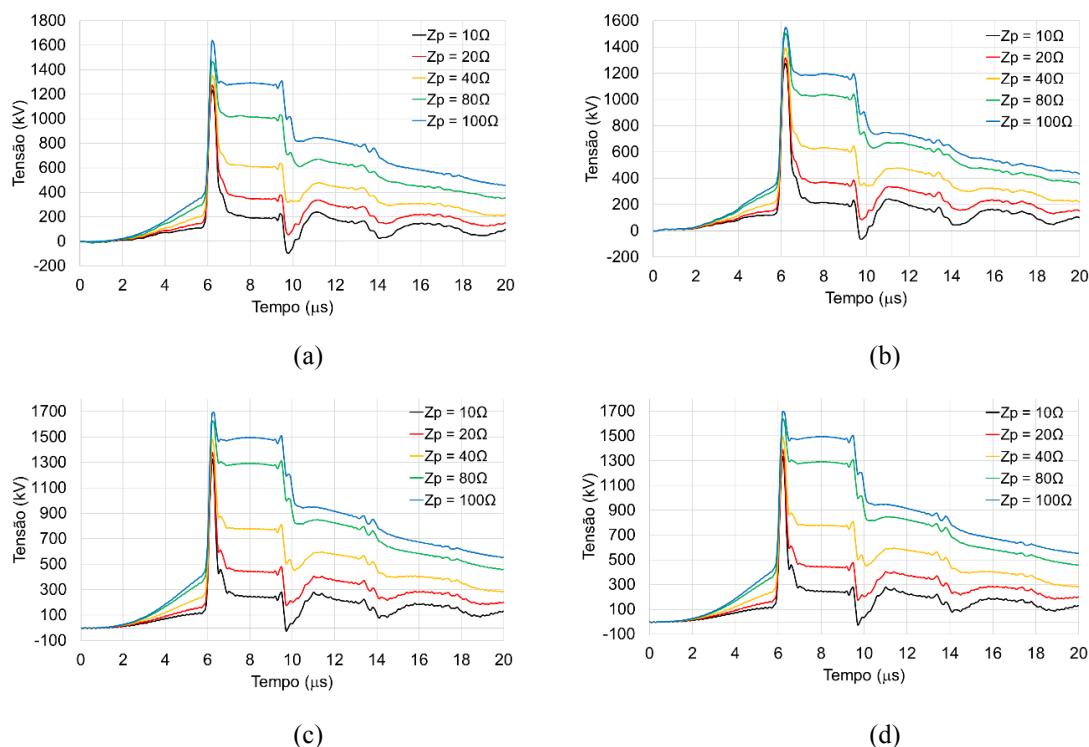 1800
1600
1400
1200
1000
800
600
400
200
0
-200
Tensão (kV)
0 2 4 6 8 10 12 14 16 18 20
Tempo (μs)
Zp = 10Ω
Zp = 20Ω
Zp = 40Ω
Zp = 80Ω
Zp = 100Ω
(a)
1600
1400
1200
1000
800
600
400
200
0
-200
Tensão (kV)
0 2 4 6 8 10 12 14 16 18 20
Tempo (μs)
Zp = 10Ω
Zp = 20Ω
Zp = 40Ω
Zp = 80Ω
Zp = 100Ω
(b)
1700
1500
1300
1100
900
700
500
300
100
-100
Tensão (kV)
0 2 4 6 8 10 12 14 16 18 20
Tempo (μs)
Zp = 10Ω
Zp = 20Ω
Zp = 40Ω
Zp = 80Ω
Zp = 100Ω
(c)
1700
1500
1300
1100
900
700
500
300
100
-100
Tensão (kV)
0 2 4 6 8 10 12 14 16 18 20
Tempo (μs)
Zp = 10Ω
Zp = 20Ω
Zp = 40Ω
Zp = 80Ω
Zp = 100Ω
(d)